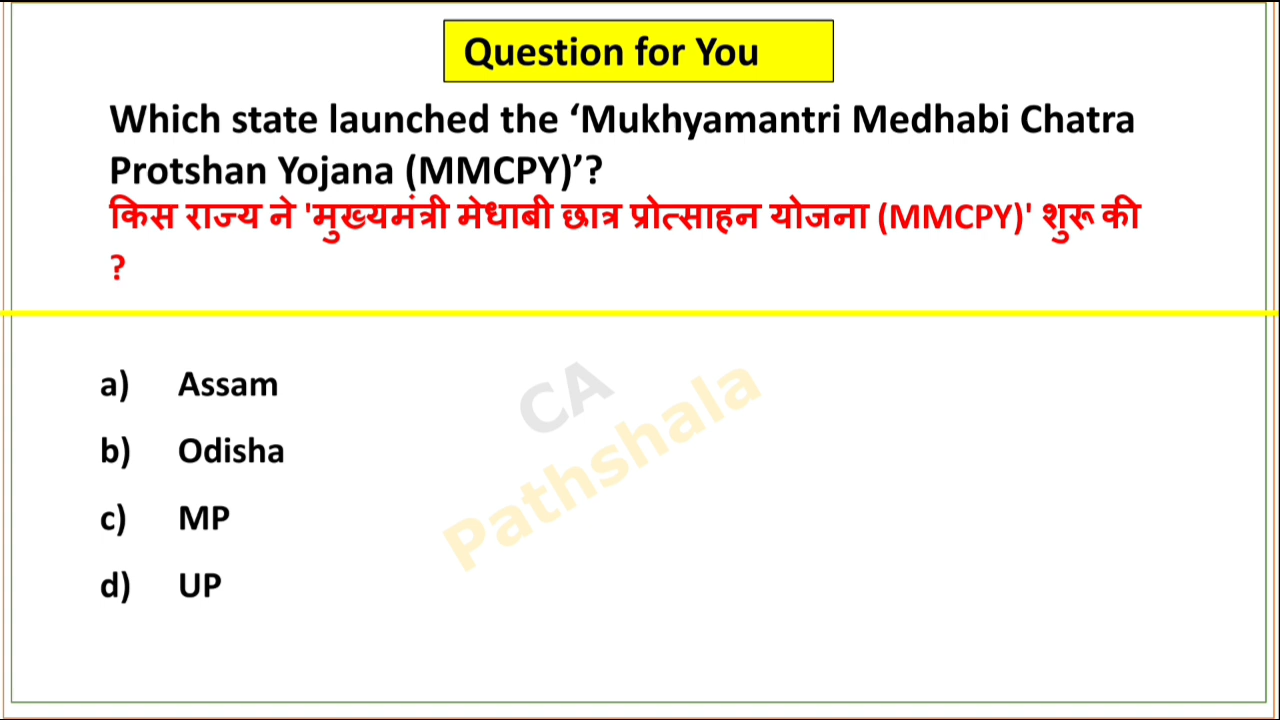 Question for You
Which state launched the ‘Mukhyamantri Medhabi Chatra
Protshan Yojana (MMCPY)’?
किस राज्य ने 'मुख्यमंत्री मेधाबी छात्र प्रोत्साहन योजना (MMCPY)' शुरू की
?
a) Assam
b) Odisha
c) MP
d) UP
CA
Pathshala